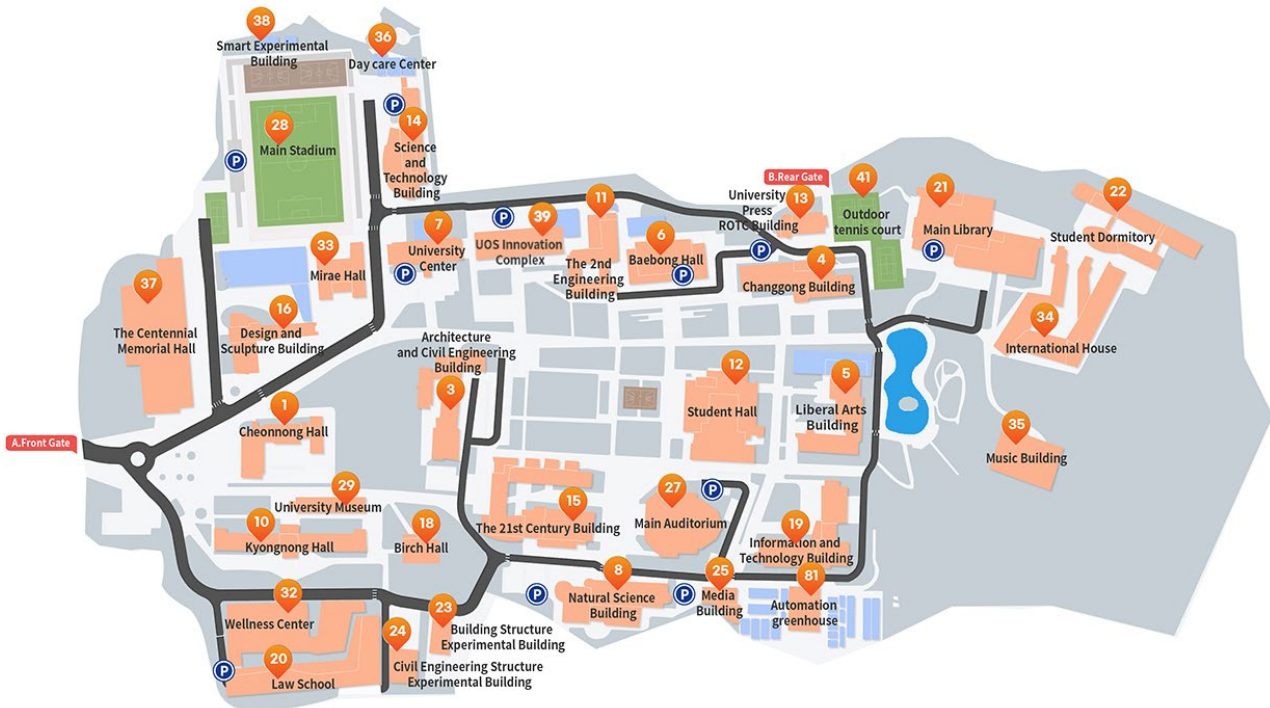 38
Smart Experimental
Building
36
Day care Center
P
28
Main Stadium
P
14
Science
and
Technology
Building
B.Rear Gate
41
Outdoor
tennis court
21
Main Library
P
22
Student Dormitory
13
University
Press
ROTC Building
P
11
The 2nd
Engineering
Building
6
Baebong Hall
P
P
39
UOS Innovation
Complex
7
University
Center
P
33
Mirae Hall
4
Changgong Building
37
The Centennial
Memorial Hall
16
Design and
Sculpture Building
34
International House
Architecture
and Civil Engineering
Building
3
12
Student Hall
5
Liberal Arts
Building
1
Cheonnong Hall
A.Front Gate
35
Music Building
29
University Museum
10
Kyongnong Hall
18
Birch Hall
15
The 21st Century Building
27
Main Auditorium
P
19
Information and
Technology Building
32
Wellness Center
23
Building Structure
Experimental Building
P
8
Natural Science
Building
P
25
Media
Building
81
Automation
greenhouse
24
Civil Engineering Structure
Experimental Building
20
Law School
P